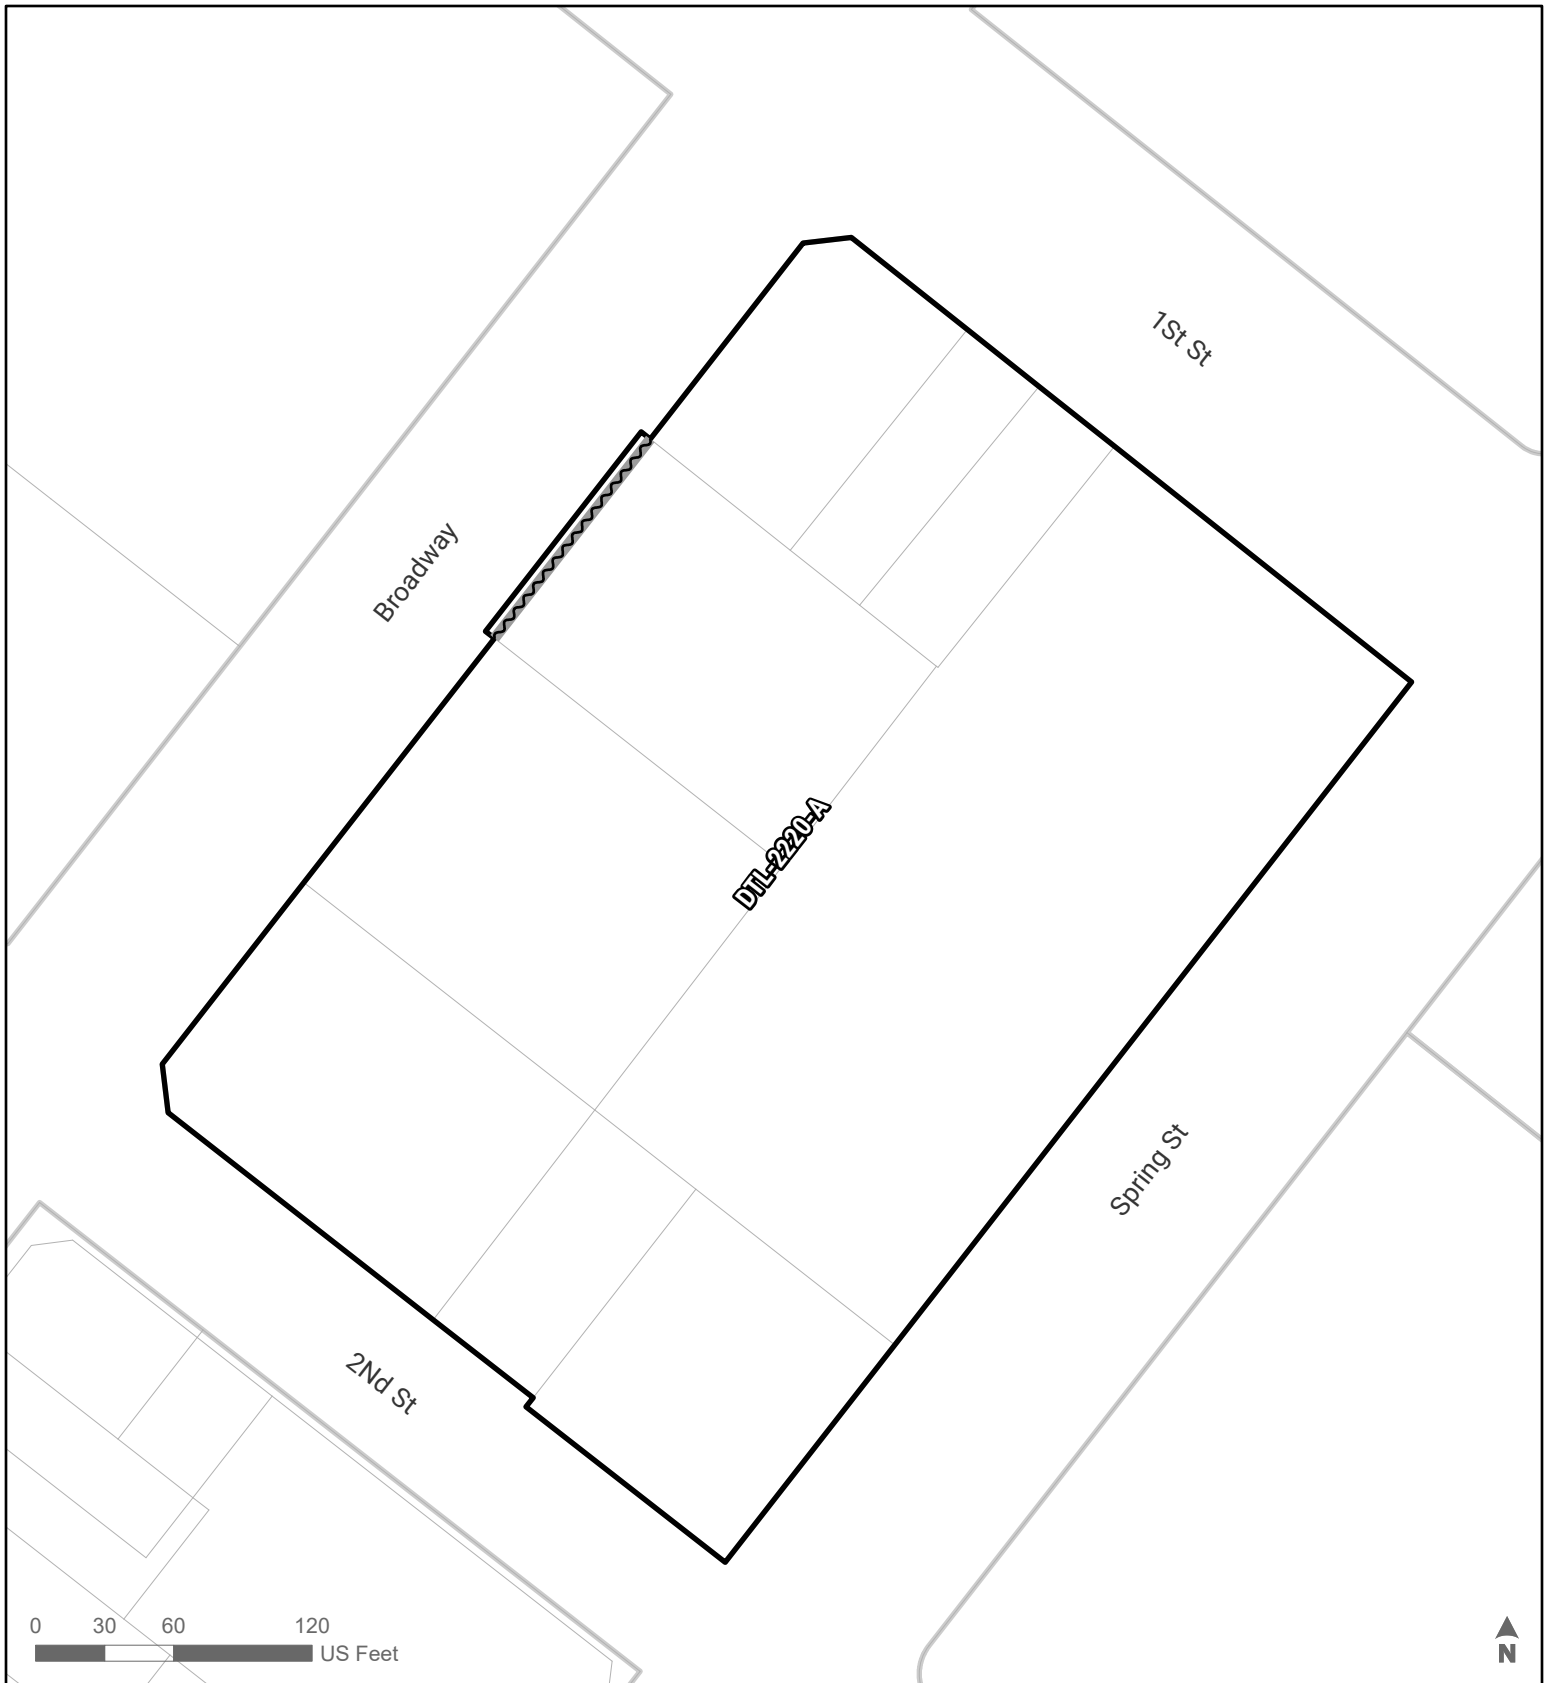 1St St
Broadway
DTL-2220-A
Spring St
2Nd St
0 30 60 120
US Feet
N